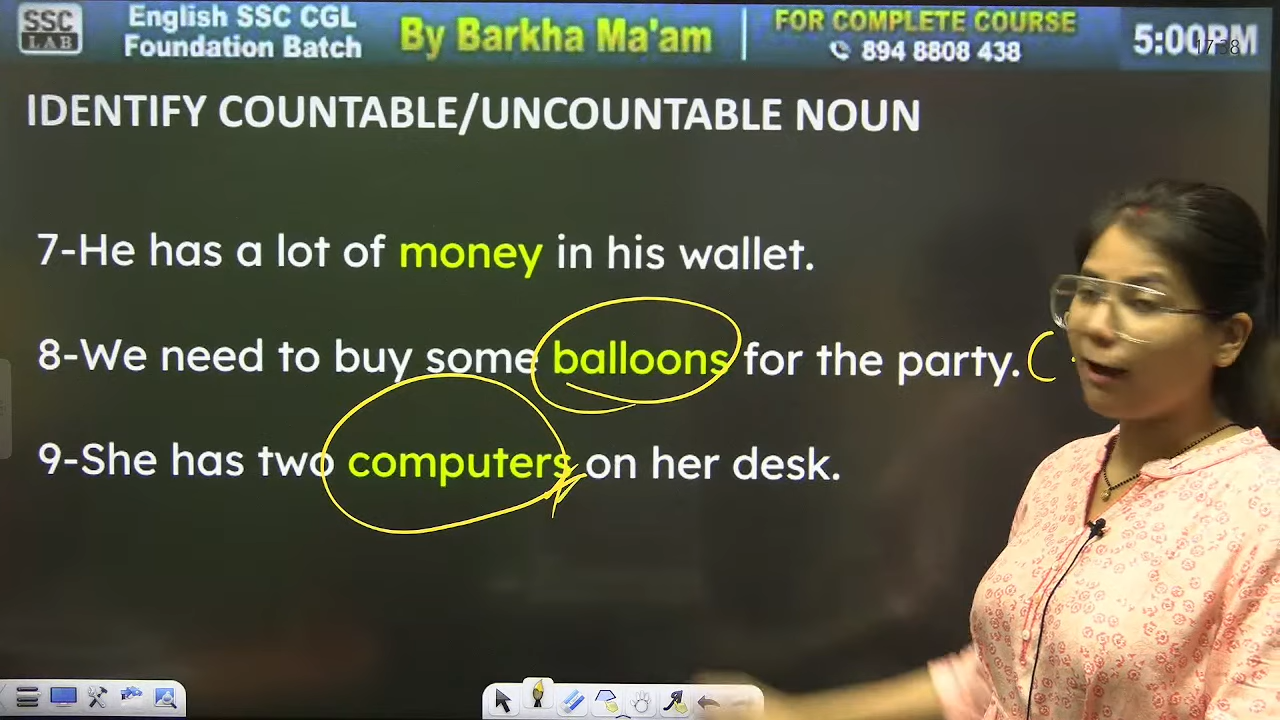 SSC
LAB
English SSC CGL
Foundation Batch
By Barkha Ma'am
FOR COMPLETE COURSE
894 8808 438
5:00PM
17:58
IDENTIFY COUNTABLE/UNCOUNTABLE NOUN
7-He has a lot of money in his wallet.
8-We need to buy some balloons for the party. (
9-She has two computers on her desk.